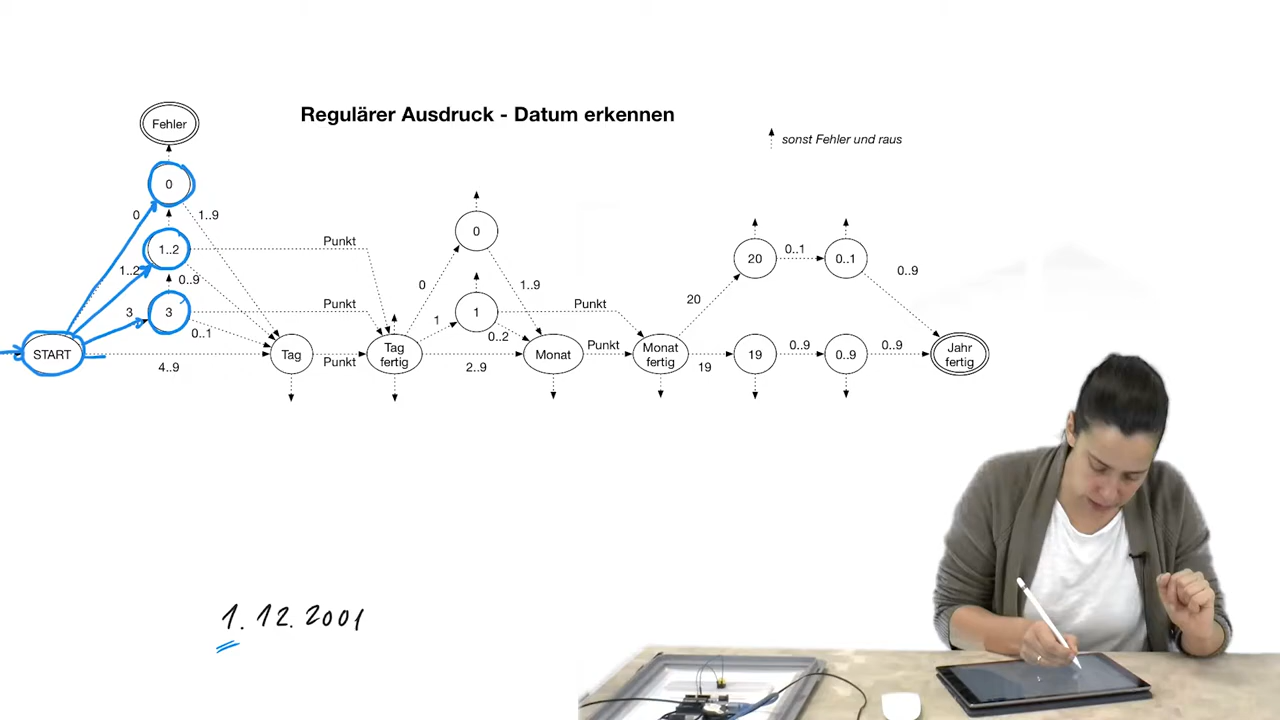 Regulärer Ausdruck - Datum erkennen
Fehler
sonst Fehler und raus
0
0
1..9
0
Punkt
1..2
1..2
0..9
20
0..1
0..1
0..9
0
1..9
20
3
3
Punkt
1
1
Punkt
0..1
0..2
START
Tag
Tag
fertig
Monat
Punkt
Monat
fertig
19
0..9
0..9
0..9
Jahr
fertig
4..9
Punkt
2..9
19
1. 12. 2001